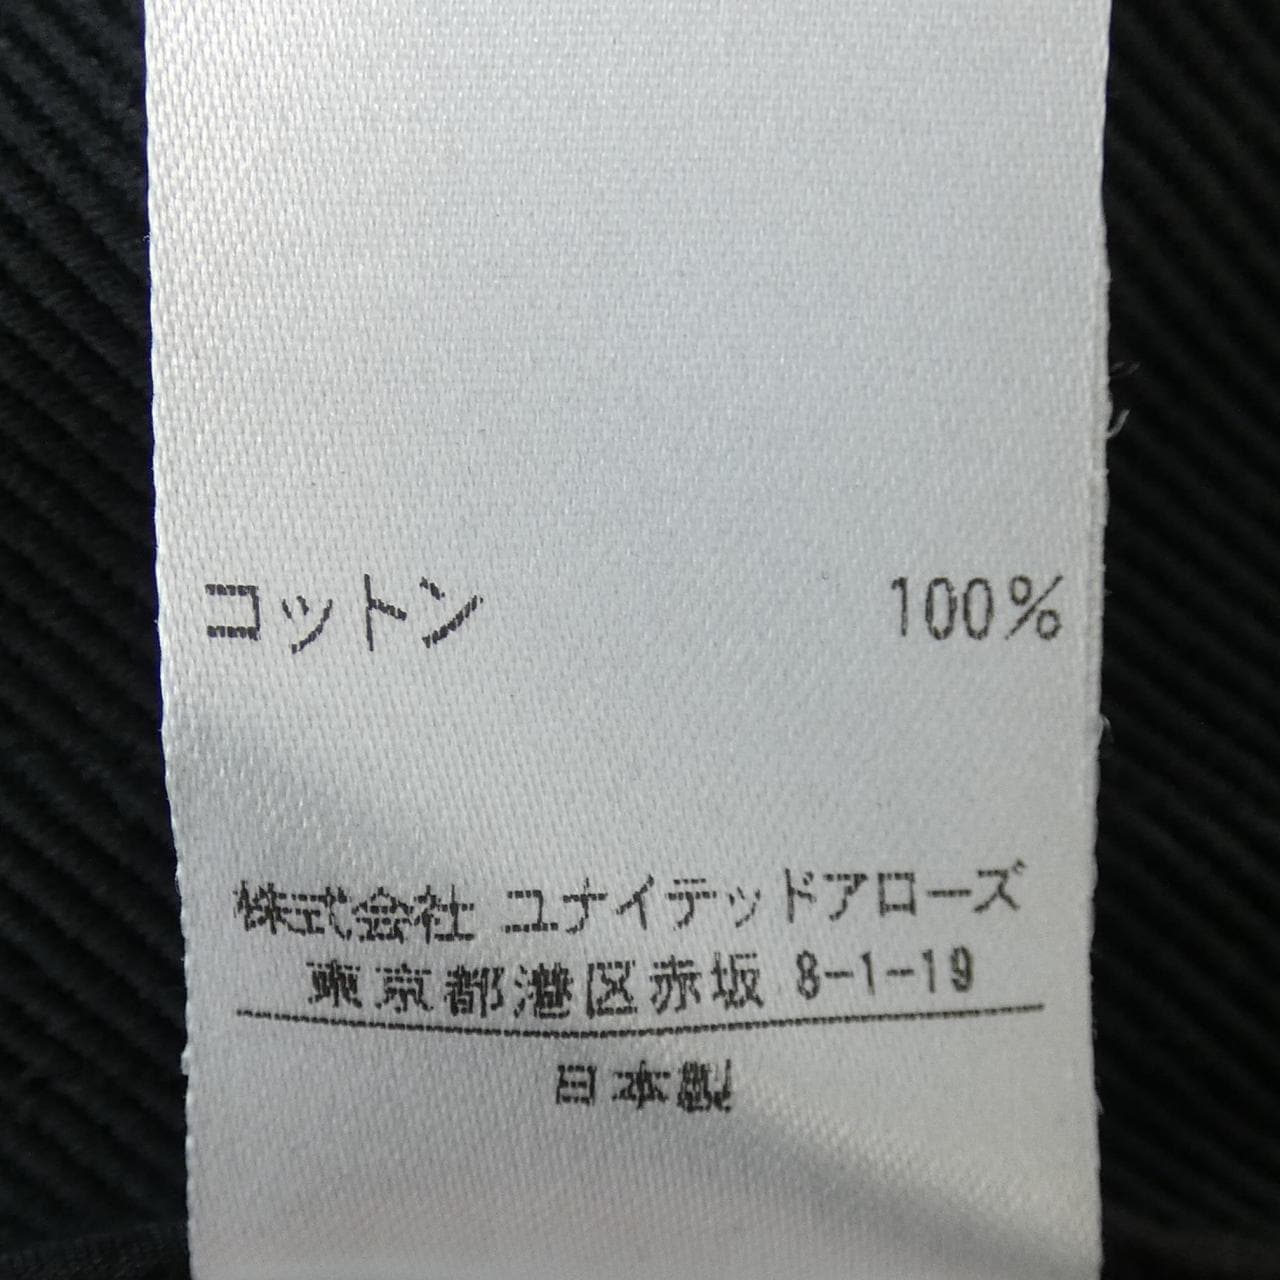 コットン 100%
株式会社 ユナイテッドアローズ
東京都港区赤坂 8-1-19
日本製